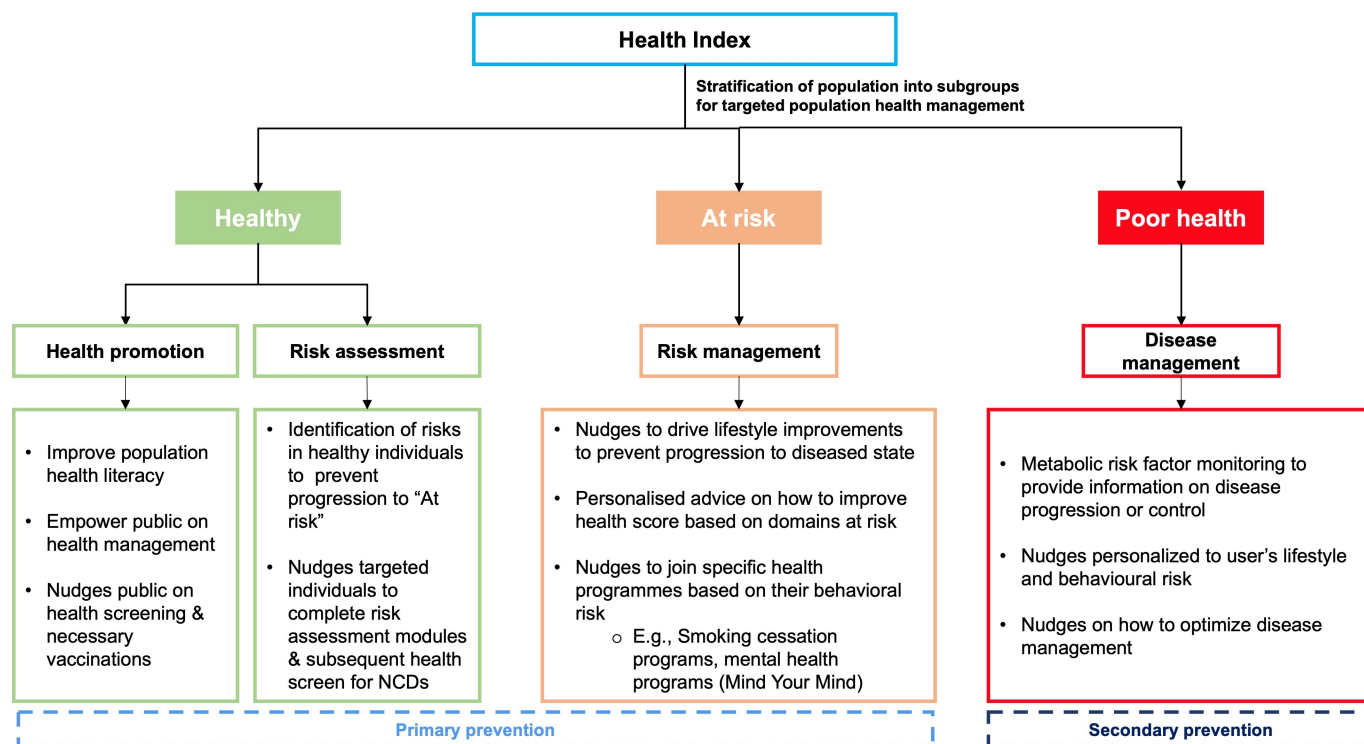 Health Index
Stratification of population into subgroups
for targeted population health management
Healthy
At risk
Poor health
Health promotion
Risk assessment
Risk management
Disease
management
• Improve population
health literacy
• Empower public on
health management
• Nudges public on
health screening &
necessary
vaccinations
• Identification of risks
in healthy individuals
to prevent
progression to “At
risk”
• Nudges targeted
individuals to
complete risk
assessment modules
& subsequent health
screen for NCDs
• Nudges to drive lifestyle improvements
to prevent progression to diseased state
• Personalised advice on how to improve
health score based on domains at risk
• Nudges to join specific health
programmes based on their behavioral
risk
o E.g., Smoking cessation
programs, mental health
programs (Mind Your Mind)
• Metabolic risk factor monitoring to
provide information on disease
progression or control
• Nudges personalized to user’s lifestyle
and behavioural risk
• Nudges on how to optimize disease
management
Primary prevention
Secondary prevention